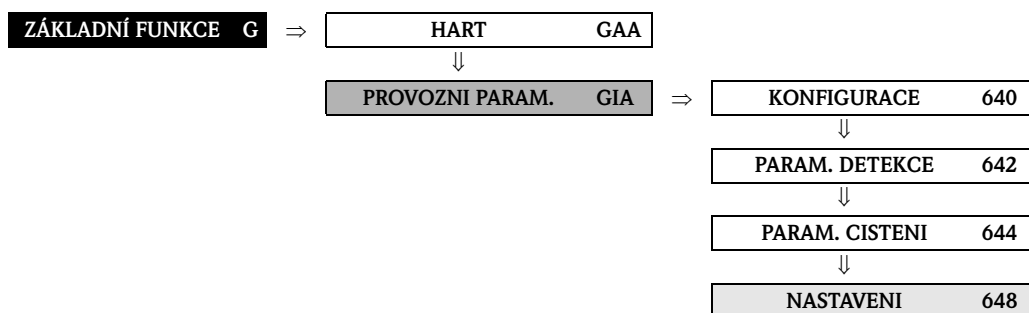 ZÁKLADNÍ FUNKCE G ⇒ HART GAA
⇓
PROVOZNI PARAM. GIA ⇒ KONFIGURACE 640
⇓
PARAM. DETEKCE 642
⇓
PARAM. CISTENI 644
⇓
NASTAVENI 648